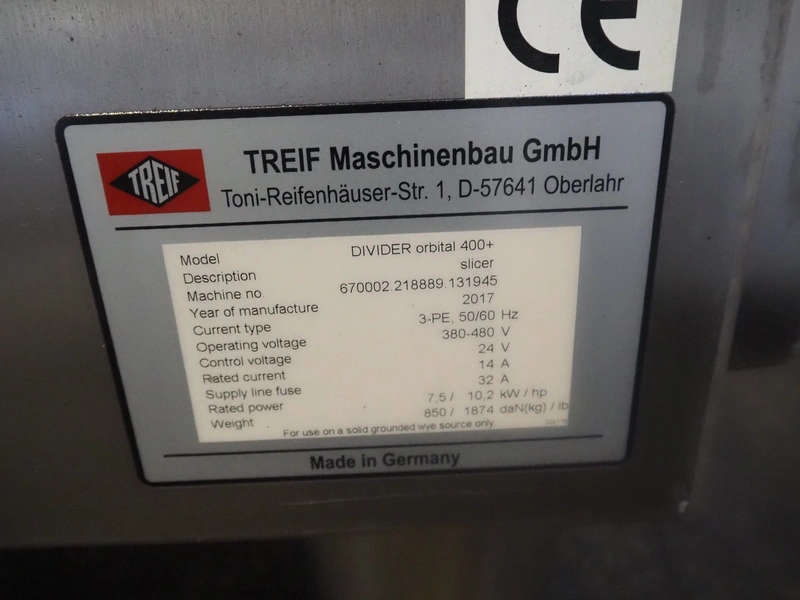 CE
TREIF
TREIF Maschinenbau GmbH
Toni-Reifenhäuser-Str. 1, D-57641 Oberlahr
Model DIVIDER orbital 400+
Description slicer
Machine no 670002.218889.131945
Year of manufacture 2017
Current type 3-PE, 50/60 Hz
Operating voltage 380-480 V
Control voltage 24 V
Rated current 14 A
Supply line fuse 32 A
Rated power 7,5 / 10,2 kW / hp
Weight 850 / 1874 daN(kg) / lb
For use on a solid grounded wye source only
Made in Germany